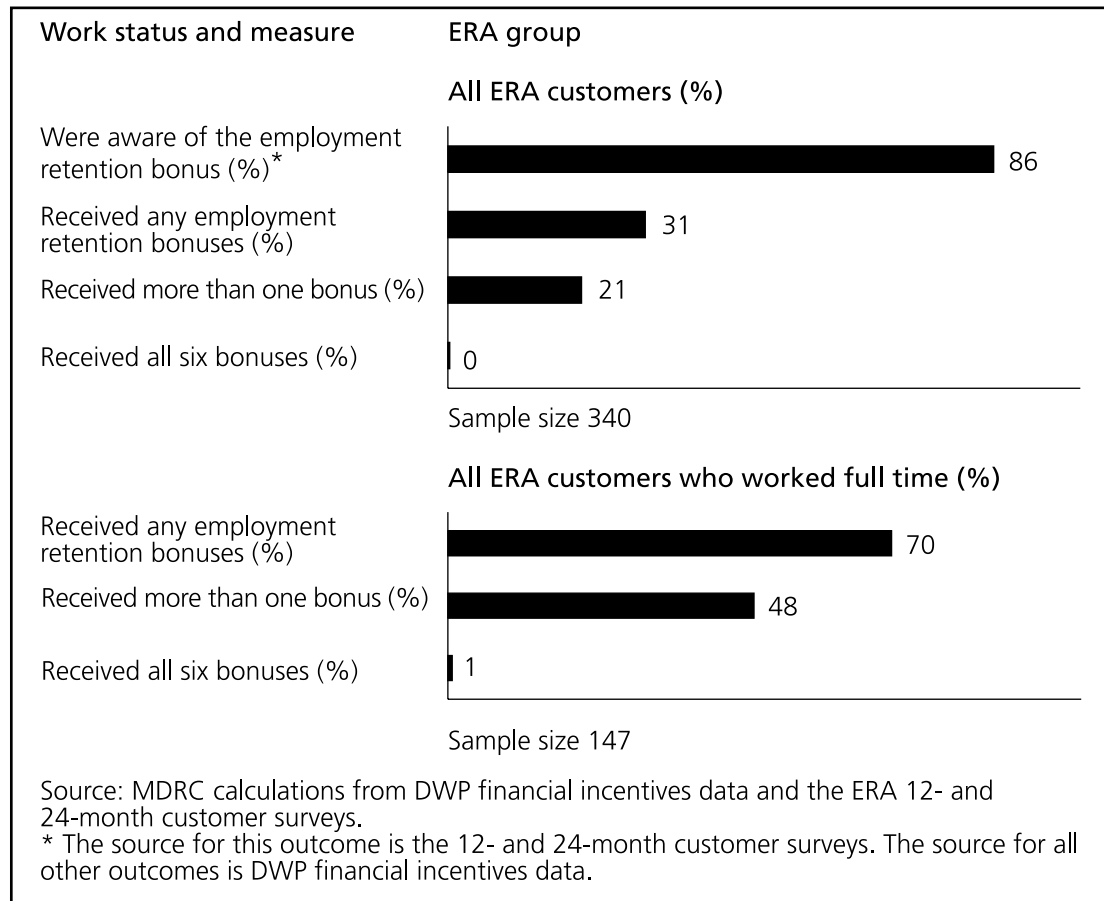 Work status and measure
ERA group
All ERA customers (%)
Were aware of the employment
retention bonus (%)*
86
Received any employment
retention bonuses (%)
31
Received more than one bonus (%)
21
Received all six bonuses (%)
0
Sample size 340
All ERA customers who worked full time (%)
Received any employment
retention bonuses (%)
70
Received more than one bonus (%)
48
Received all six bonuses (%)
1
Sample size 147
Source: MDRC calculations from DWP financial incentives data and the ERA 12- and
24-month customer surveys.
* The source for this outcome is the 12- and 24-month customer surveys. The source for all
other outcomes is DWP financial incentives data.